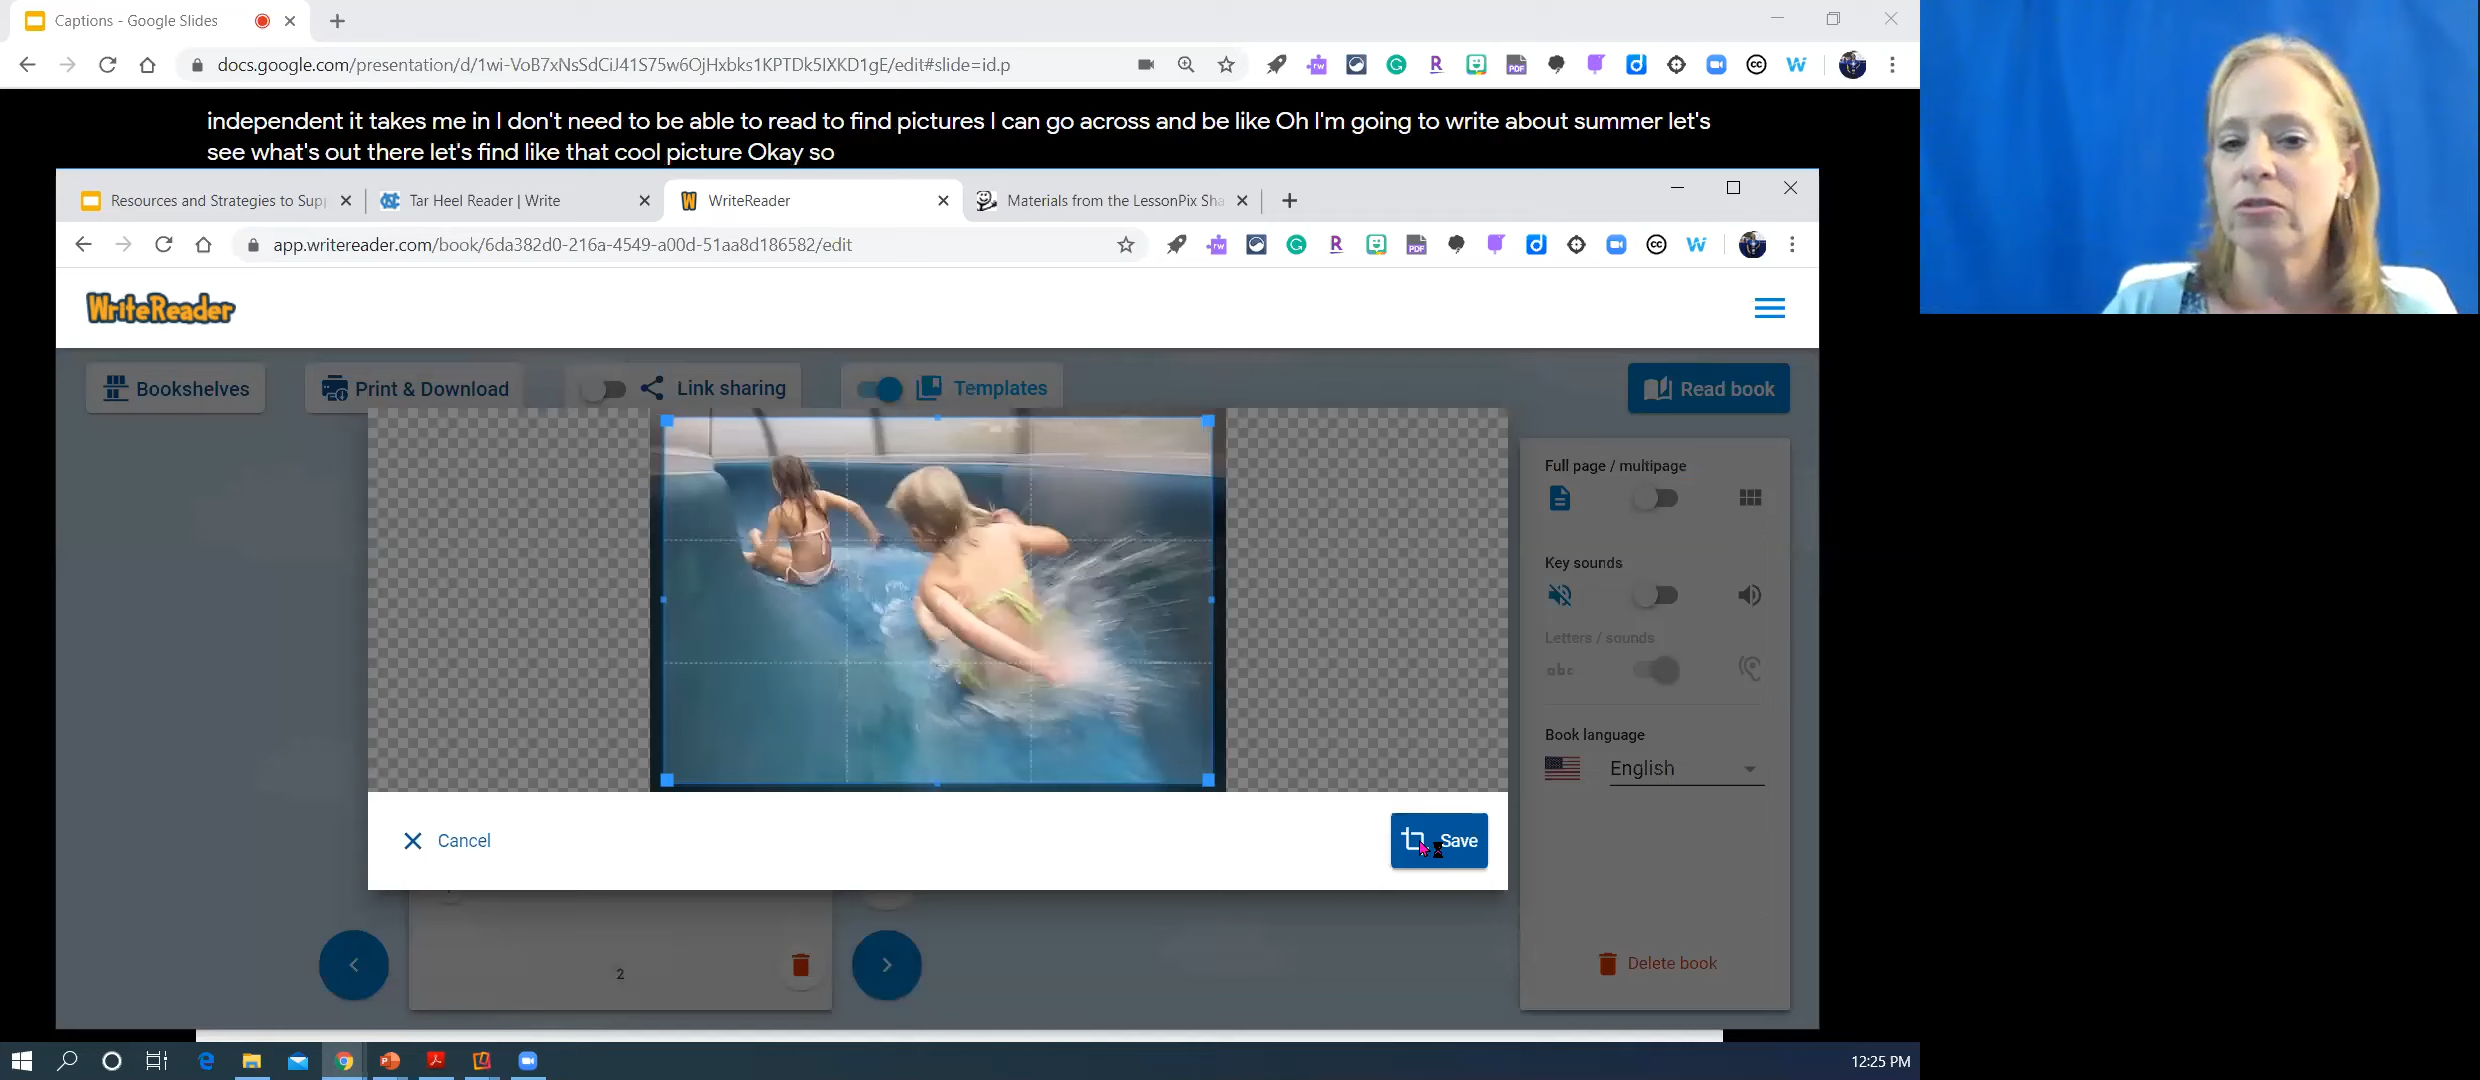 Captions - Google Slides
docs.google.com/presentation/d/1wi-VoB7xNsSdCiJ41S75w6OjHxbks1KPTDk5IXKD1gE/edit#slide=id.p
independent it takes me in I don't need to be able to read to find pictures I can go across and be like Oh I'm going to write about summer let's
see what's out there let's find like that cool picture Okay so
Resources and Strategies to Sup
Tar Heel Reader | Write
WriteReader
Materials from the LessonPix Sha
app.writereader.com/book/6da382d0-216a-4549-a00d-51aa8d186582/edit
WriteReader
Bookshelves
Print & Download
Link sharing
Templates
Read book
Full page / multipage
Key sounds
Letters / sounds
abc
Book language
English
Cancel
Save
2
Delete book
12:25 PM